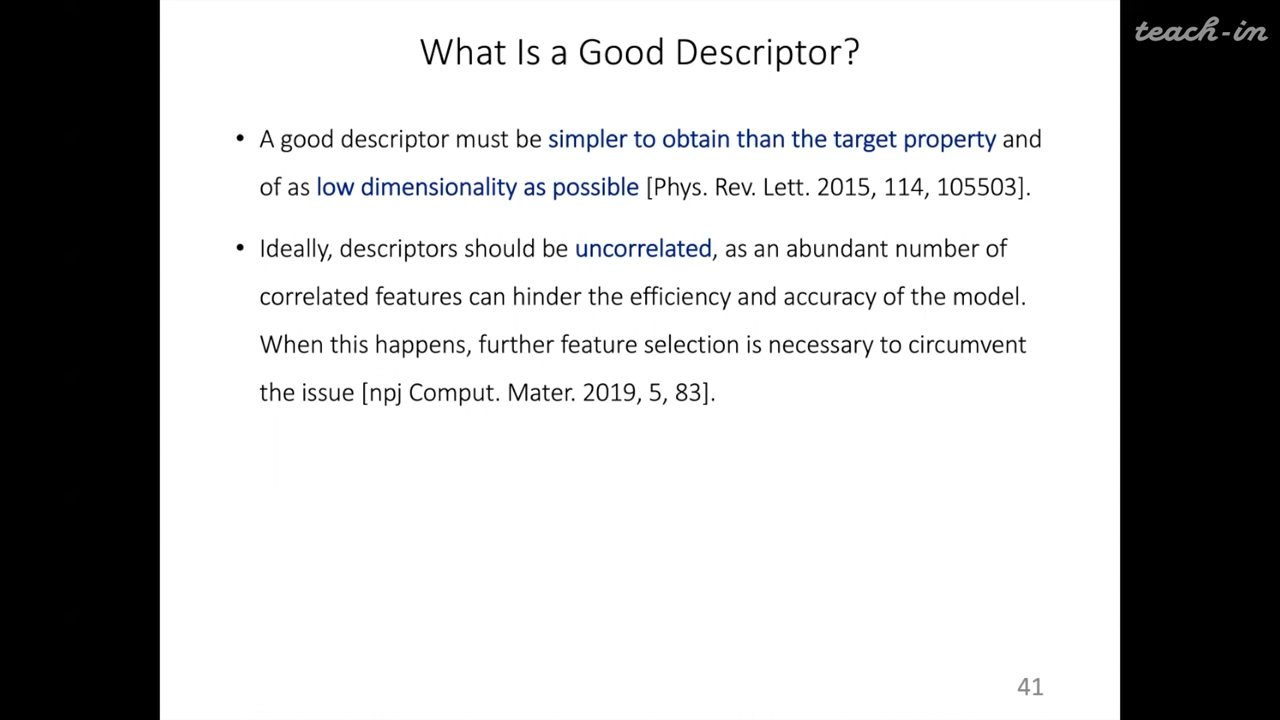 teach-in
What Is a Good Descriptor?
• A good descriptor must be simpler to obtain than the target property and
of as low dimensionality as possible [Phys. Rev. Lett. 2015, 114, 105503].
• Ideally, descriptors should be uncorrelated, as an abundant number of
correlated features can hinder the efficiency and accuracy of the model.
When this happens, further feature selection is necessary to circumvent
the issue [npj Comput. Mater. 2019, 5, 83].
41